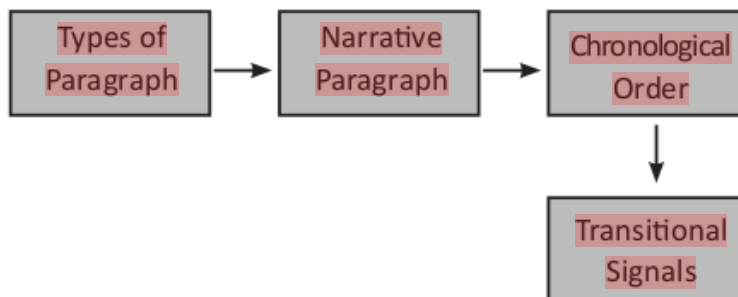 Types of
Paragraph
Narrative
Paragraph
Chronological
Order
Transitional
Signals